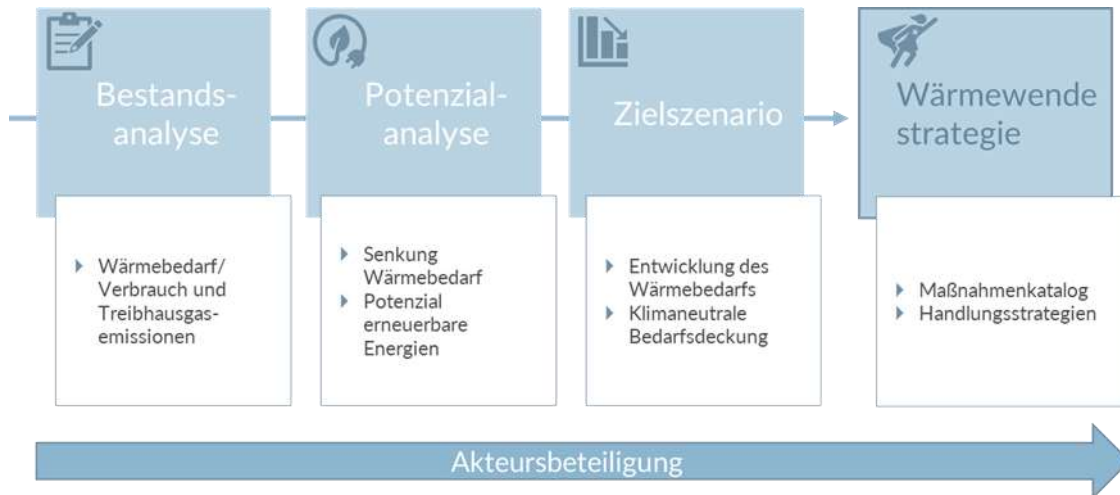 Bestands-
analyse
Potenzial-
analyse
Zielszenario
Wärmewende
strategie
Wärmebedarf/
Verbrauch und
Treibhausgas-
emissionen
Senkung
Wärmebedarf
Potenzial
erneuerbare
Energien
Entwicklung des
Wärmebedarfs
Klimaneutrale
Bedarfsdeckung
Maßnahmenkatalog
Handlungsstrategien
Akteursbeteiligung